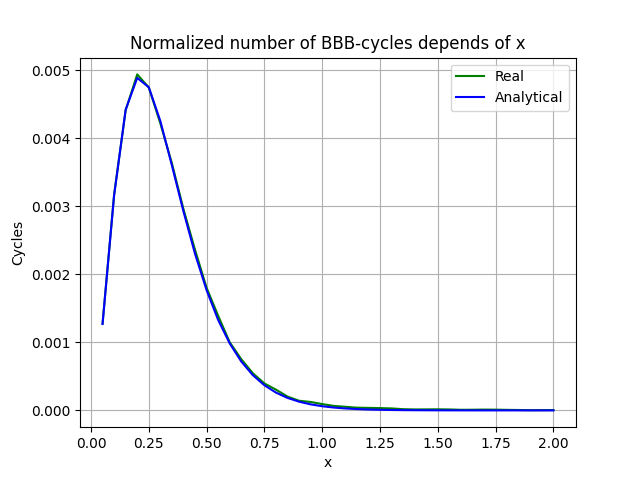 Normalized number of BBB-cycles depends of x
Real
Analytical
Cycles
0.005
0.004
0.003
0.002
0.001
0.000
0.00 0.25 0.50 0.75 1.00 1.25 1.50 1.75 2.00
x